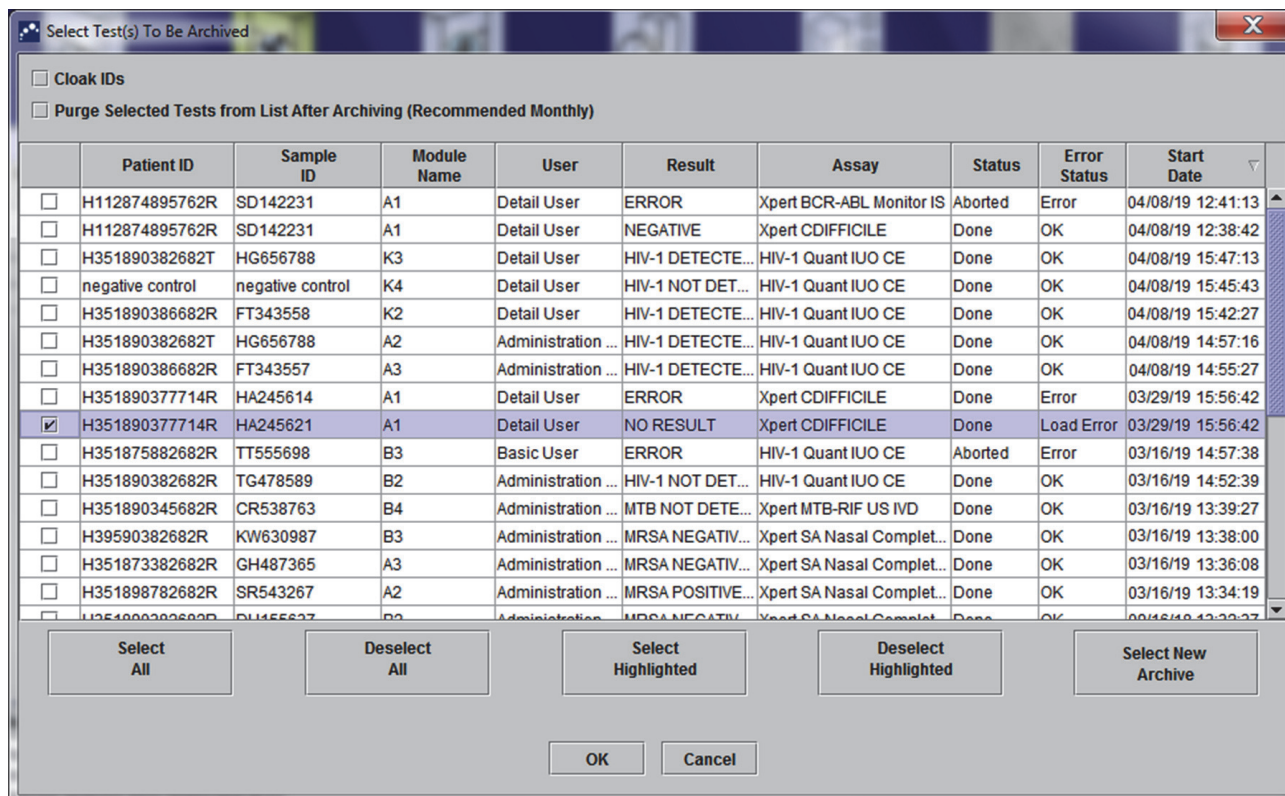 Select Test(s) To Be Archived
Cloak IDs
Purge Selected Tests from List After Archiving (Recommended Monthly)
Patient ID Sample ID Module Name User Result Assay Status Error Status Start Date
H112874895762R SD142231 A1 Detail User ERROR Xpert BCR-ABL Monitor IS Aborted Error 04/08/19 12:41:13
H112874895762R SD142231 A1 Detail User NEGATIVE Xpert CDIFFICILE Done OK 04/08/19 12:38:42
H351890382682T HG656788 K3 Detail User HIV-1 DETECTE... HIV-1 Quant IUO CE Done OK 04/08/19 15:47:13
negative control negative control K4 Detail User HIV-1 NOT DET... HIV-1 Quant IUO CE Done OK 04/08/19 15:45:43
H351890386682R FT343558 K2 Detail User HIV-1 DETECTE... HIV-1 Quant IUO CE Done OK 04/08/19 15:42:27
H351890382682T HG656788 A2 Administration ... HIV-1 DETECTE... HIV-1 Quant IUO CE Done OK 04/08/19 14:57:16
H351890386682R FT343557 A3 Administration ... HIV-1 DETECTE... HIV-1 Quant IUO CE Done OK 04/08/19 14:55:27
H351890377714R HA245614 A1 Detail User ERROR Xpert CDIFFICILE Done Error 03/29/19 15:56:42
H351890377714R HA245621 A1 Detail User NO RESULT Xpert CDIFFICILE Done Load Error 03/29/19 15:56:42
H351875882682R TT555698 B3 Basic User ERROR HIV-1 Quant IUO CE Aborted Error 03/16/19 14:57:38
H351890382682R TG478589 B2 Administration ... HIV-1 NOT DET... HIV-1 Quant IUO CE Done OK 03/16/19 14:52:39
H351890345682R CR538763 B4 Administration ... MTB NOT DETE... Xpert MTB-RIF US IVD Done OK 03/16/19 13:39:27
H39590382682R KW630987 B3 Administration ... MRSA NEGATIV... Xpert SA Nasal Complet... Done OK 03/16/19 13:38:00
H351873382682R GH487365 A3 Administration ... MRSA NEGATIV... Xpert SA Nasal Complet... Done OK 03/16/19 13:36:08
H351898782682R SR543267 A2 Administration ... MRSA POSITIVE... Xpert SA Nasal Complet... Done OK 03/16/19 13:34:19
Administration ... MRSA NEGATIV... Xpert SA Nasal Complet... Done OK
Select All Deselect All Select Highlighted Deselect Highlighted Select New Archive
OK Cancel